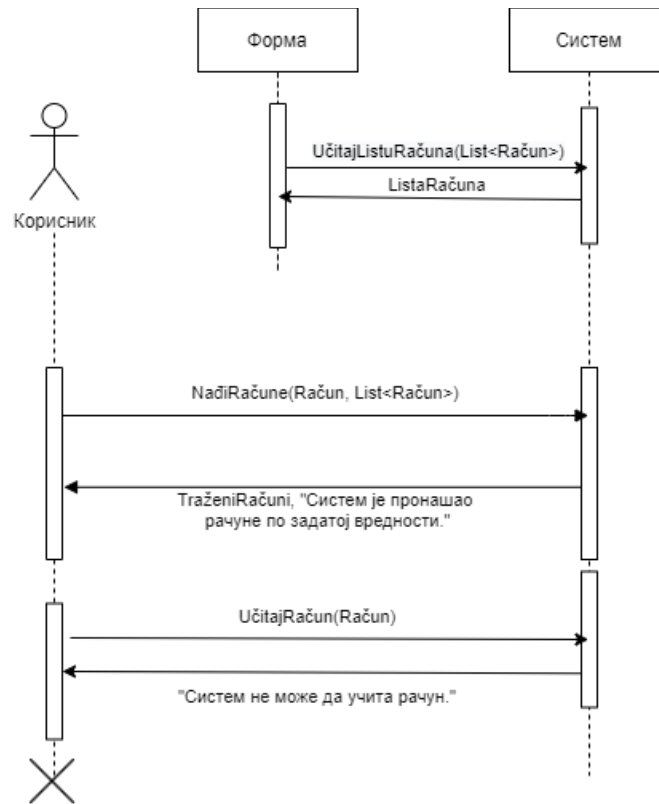 Форма
Систем
UčitajListuRačuna(List<Račun>)
ListaRačuna
Корисник
NađiRačune(Račun, List<Račun>)
TraženiRačuni, "Систем је пронашао
рачуне по задатој вредности."
UčitajRačun(Račun)
"Систем не може да учита рачун."